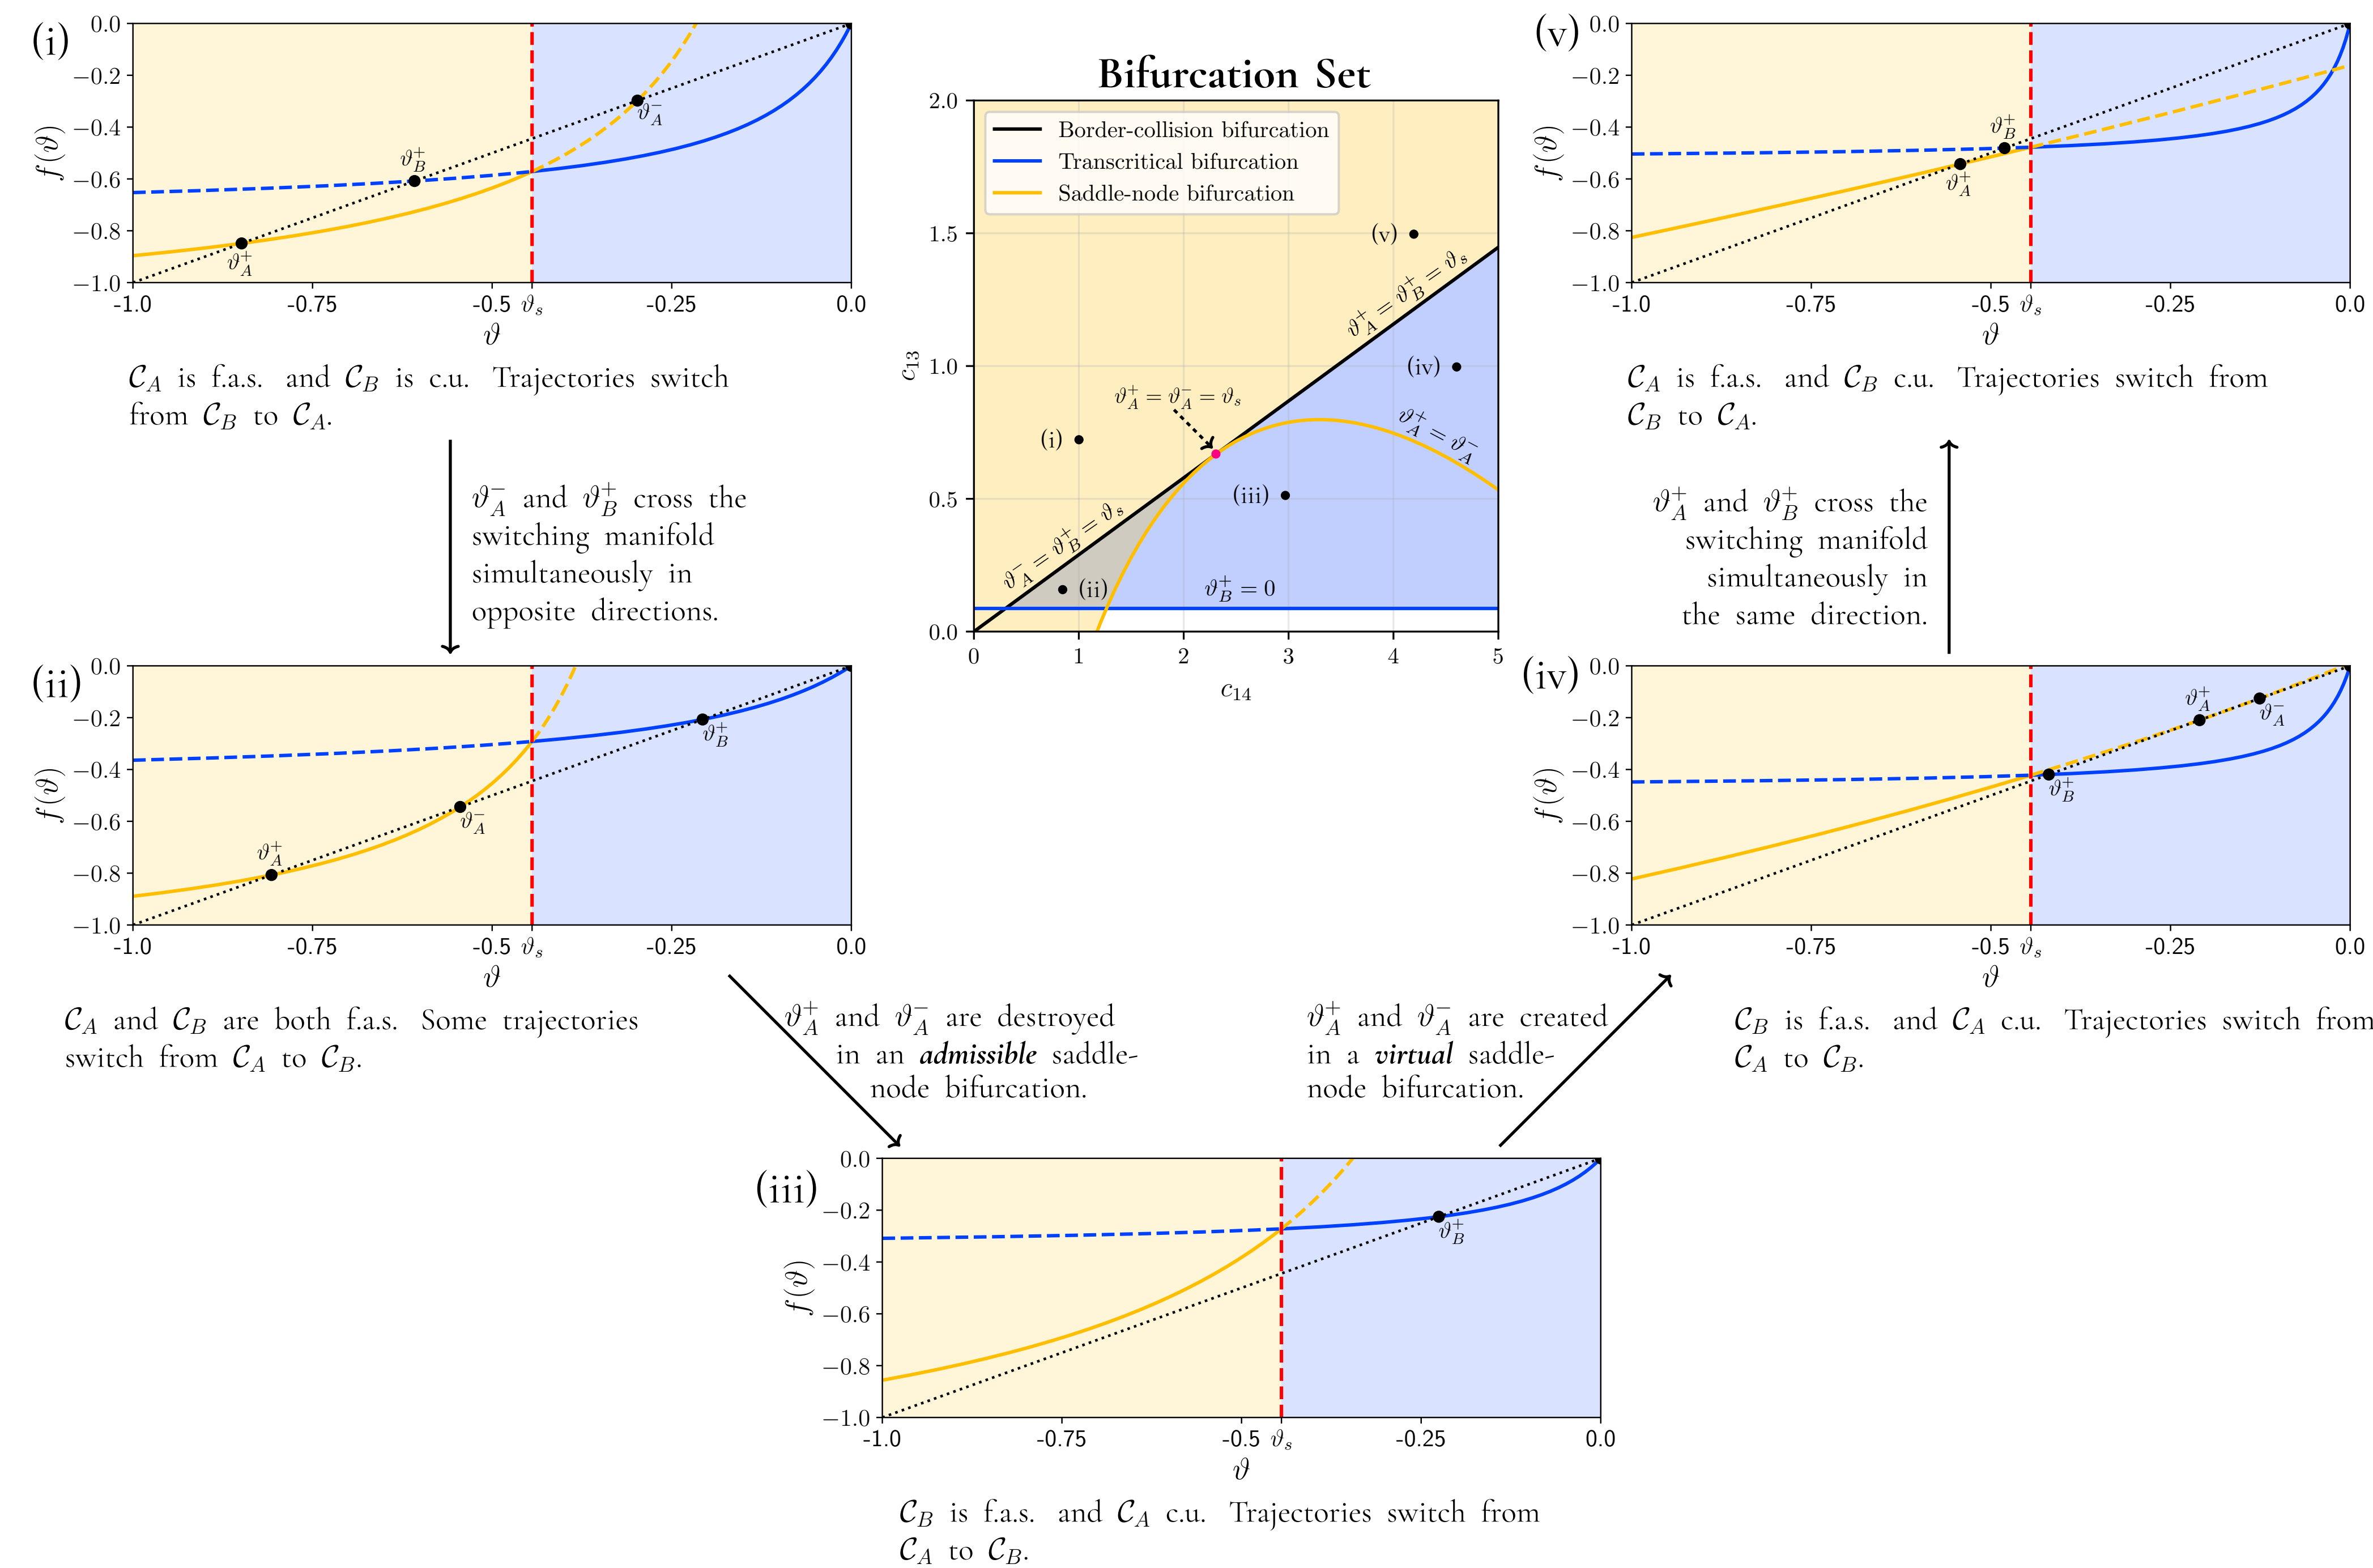 (i)
0.0
−0.2
−0.4
−0.6
−0.8
−1.0
f(ϑ)
ϑ_A^-
ϑ_B^+
ϑ_A^+
-1.0 -0.75 -0.5 ϑ_s -0.25 0.0
ϑ
𝒞_A is f.a.s. and 𝒞_B is c.u. Trajectories switch
from 𝒞_B to 𝒞_A.
ϑ_A^- and ϑ_B^+ cross the
switching manifold
simultaneously in
opposite directions.
Bifurcation Set
Border-collision bifurcation
Transcritical bifurcation
Saddle-node bifurcation
2.0
1.5
1.0
0.5
0.0
c_13
(v)
ϑ_A^+ = ϑ_B^+ = ϑ_s
(iv)
ϑ_A^+ = ϑ_A^- = ϑ_s
ϑ_A^+ = ϑ_A^-
(i)
(iii)
ϑ_A^- = ϑ_B^+ = ϑ_s
(ii)
ϑ_B^+ = 0
0 1 2 3 4 5
c_14
(v)
0.0
−0.2
−0.4
−0.6
−0.8
−1.0
f(ϑ)
ϑ_B^+
ϑ_A^+
-1.0 -0.75 -0.5 ϑ_s -0.25 0.0
ϑ
𝒞_A is f.a.s. and 𝒞_B c.u. Trajectories switch from
𝒞_B to 𝒞_A.
ϑ_A^+ and ϑ_B^+ cross the
switching manifold
simultaneously in
the same direction.
(ii)
0.0
−0.2
−0.4
−0.6
−0.8
−1.0
f(ϑ)
ϑ_B^+
ϑ_A^-
ϑ_A^+
-1.0 -0.75 -0.5 ϑ_s -0.25 0.0
ϑ
𝒞_A and 𝒞_B are both f.a.s. Some trajectories
switch from 𝒞_A to 𝒞_B.
ϑ_A^+ and ϑ_A^- are destroyed
in an admissible saddle-
node bifurcation.
ϑ_A^+ and ϑ_A^- are created
in a virtual saddle-
node bifurcation.
(iv)
0.0
−0.2
−0.4
−0.6
−0.8
−1.0
f(ϑ)
ϑ_A^+
ϑ_A^-
ϑ_B^+
-1.0 -0.75 -0.5 ϑ_s -0.25 0.0
ϑ
𝒞_B is f.a.s. and 𝒞_A c.u. Trajectories switch from
𝒞_A to 𝒞_B.
(iii)
0.0
−0.2
−0.4
−0.6
−0.8
−1.0
f(ϑ)
ϑ_B^+
-1.0 -0.75 -0.5 ϑ_s -0.25 0.0
ϑ
𝒞_B is f.a.s. and 𝒞_A c.u. Trajectories switch from
𝒞_A to 𝒞_B.